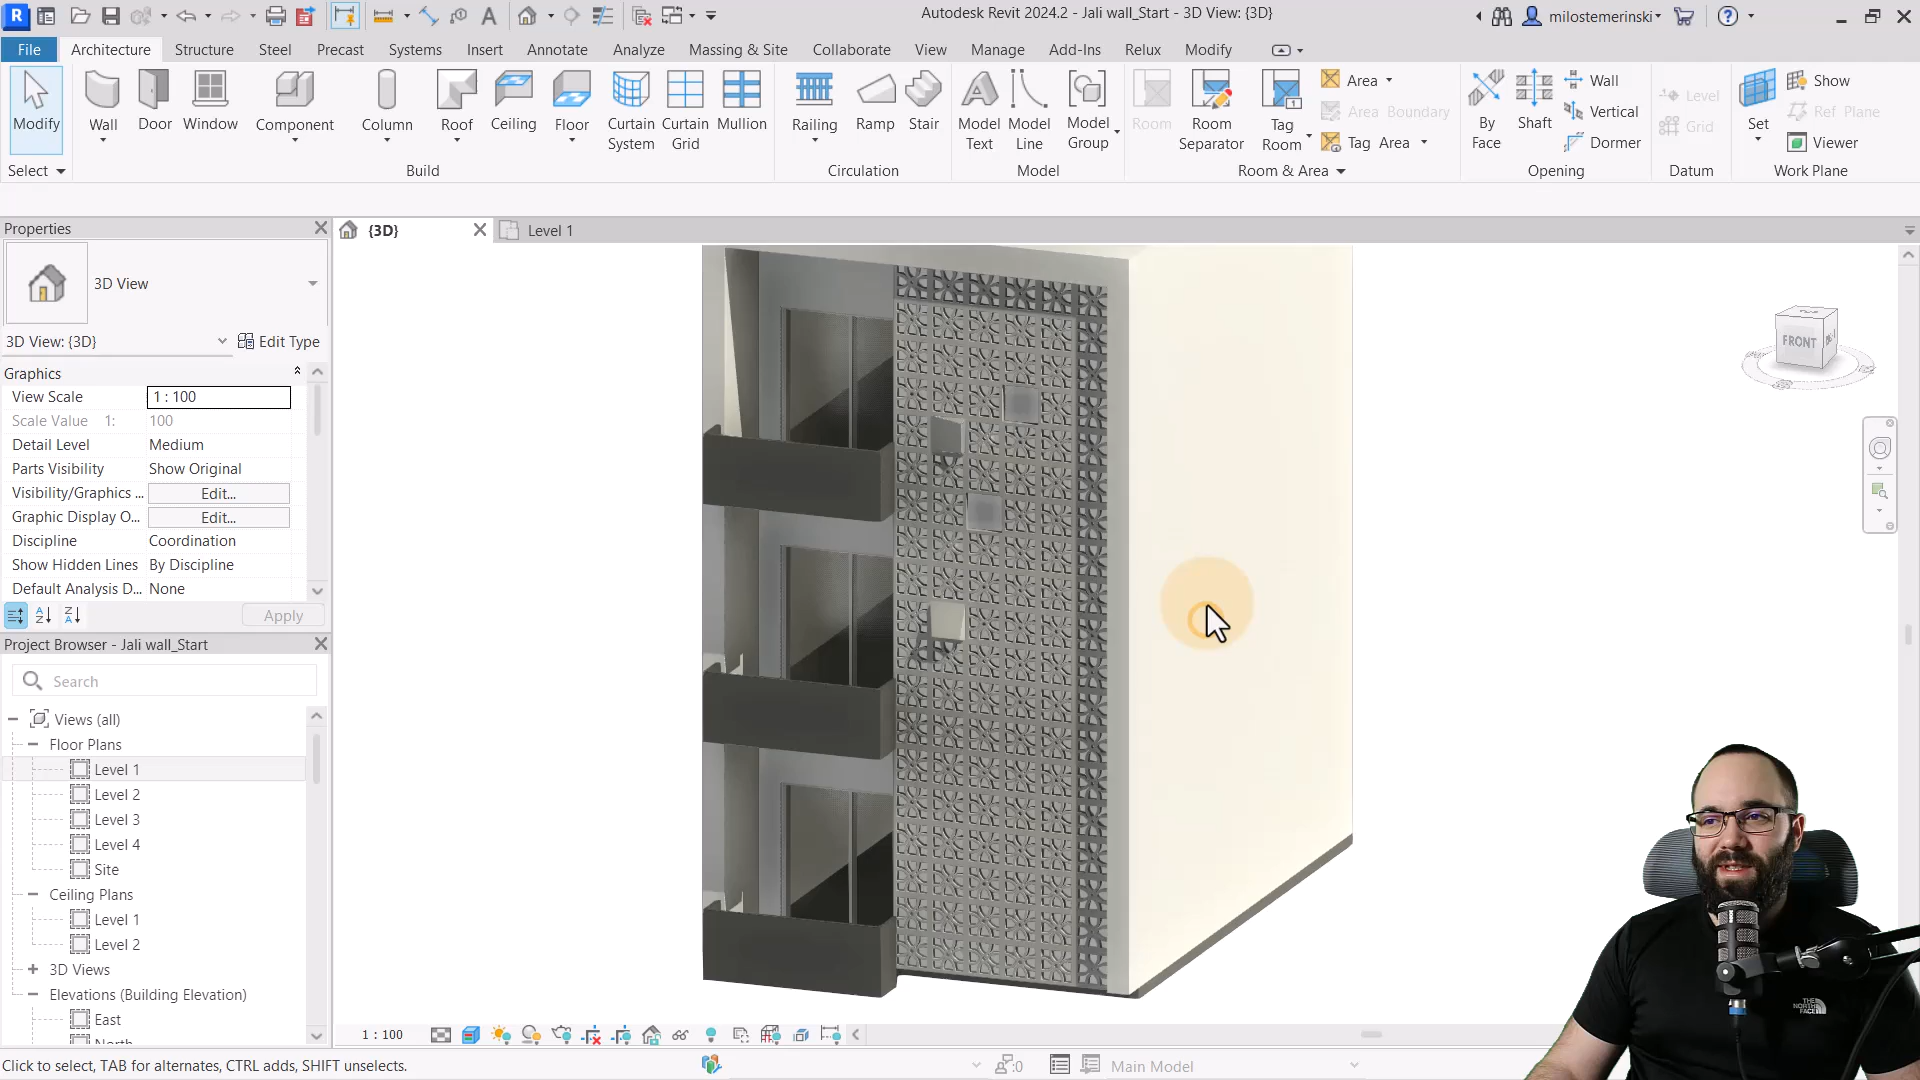 Autodesk Revit 2024.2 - Jali wall_Start - 3D View: {3D}
milostemerinski
File Architecture Structure Steel Precast Systems Insert Annotate Analyze Massing & Site Collaborate View Manage Add-Ins Relux Modify
Modify
Wall
Door
Window
Component
Column
Roof
Ceiling
Floor
Curtain System
Curtain Grid
Mullion
Railing
Ramp
Stair
Model Text
Model Line
Model Group
Room
Room Separator
Tag Room
Area
Area Boundary
Tag Area
By Face
Shaft
Wall
Vertical
Dormer
Level
Grid
Set
Show
Ref Plane
Viewer
Select
Build
Circulation
Model
Room & Area
Opening
Datum
Work Plane
Properties
{3D}
Level 1
3D View
3D View: {3D}
Edit Type
Graphics
View Scale 1 : 100
Scale Value 1: 100
Detail Level Medium
Parts Visibility Show Original
Visibility/Graphics ... Edit...
Graphic Display O... Edit...
Discipline Coordination
Show Hidden Lines By Discipline
Default Analysis D... None
Apply
FRONT
Project Browser - Jali wall_Start
Search
Views (all)
Floor Plans
Level 1
Level 2
Level 3
Level 4
Site
Ceiling Plans
Level 1
Level 2
3D Views
Elevations (Building Elevation)
East
North
1 : 100
Click to select, TAB for alternates, CTRL adds, SHIFT unselects.
:0
Main Model
THE
NORTH
FACE